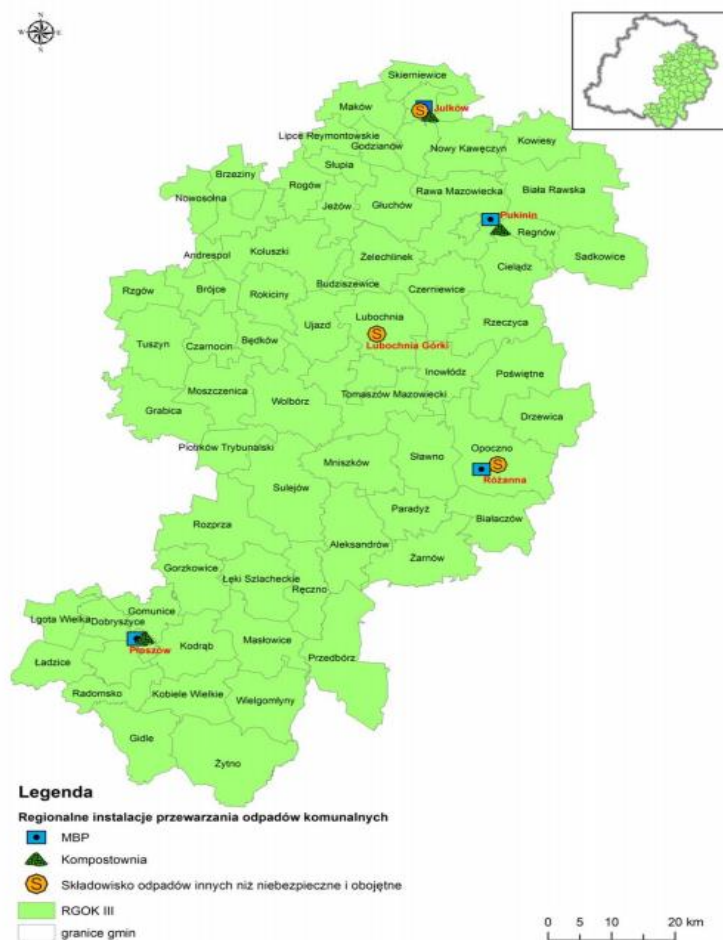 N
W E
N
Skierniewice
Maków
Julków
Lipce Reymontowskie
Godzianów
Nowy Kawęczyn
Kowiesy
Słupia
Brzeziny
Rogów
Rawa Mazowiecka
Biała Rawska
Nowosolna
Jeżów
Głuchów
Pukinin
Regnów
Andrespol
Koluszki
Żelechlinek
Cielądz
Sadkowice
Rzgów
Brójce
Rokiciny
Budziszewice
Czerniewice
Ujazd
Lubochnia
Rzeczyca
Tuszyn
Czarnocin
Będków
Lubochnia Górki
Inowłódz
Poświętne
Moszczenica
Wolbórz
Tomaszów Mazowiecki
Grabica
Drzewica
Piotrków Trybunalski
Mniszków
Sławno
Opoczno
Sulejów
Różanna
Paradyż
Białaczów
Rozprza
Aleksandrów
Żarnów
Gorzkowice
Łęki Szlacheckie
Ręczno
Gomunice
Lgota Wielka
Dobryszyce
Kodrąb
Masłowice
Płoszów
Przedbórz
Ładzice
Radomsko
Kobiele Wielkie
Wielgomłyny
Gidle
Żytno
Legenda
Regionalne instalacje przewarzania odpadów komunalnych
MBP
Kompostownia
S Składowisko odpadów innych niż niebezpieczne i obojętne
RGOK III
granice gmin
0 5 10 20 km